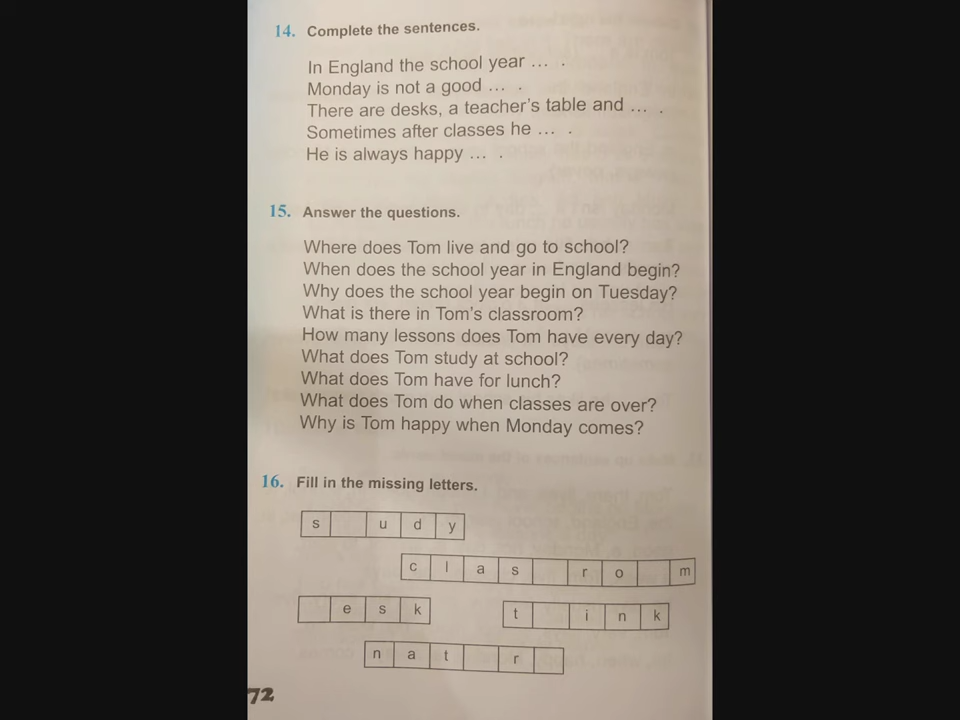 14. Complete the sentences.
In England the school year ... .
Monday is not a good ... .
There are desks, a teacher's table and ... .
Sometimes after classes he ... .
He is always happy ... .
15. Answer the questions.
Where does Tom live and go to school?
When does the school year in England begin?
Why does the school year begin on Tuesday?
What is there in Tom's classroom?
How many lessons does Tom have every day?
What does Tom study at school?
What does Tom have for lunch?
What does Tom do when classes are over?
Why is Tom happy when Monday comes?
16. Fill in the missing letters.
s   u d y
c l a s   r o   m
  e s k   t   i n k
n a t   r  
72